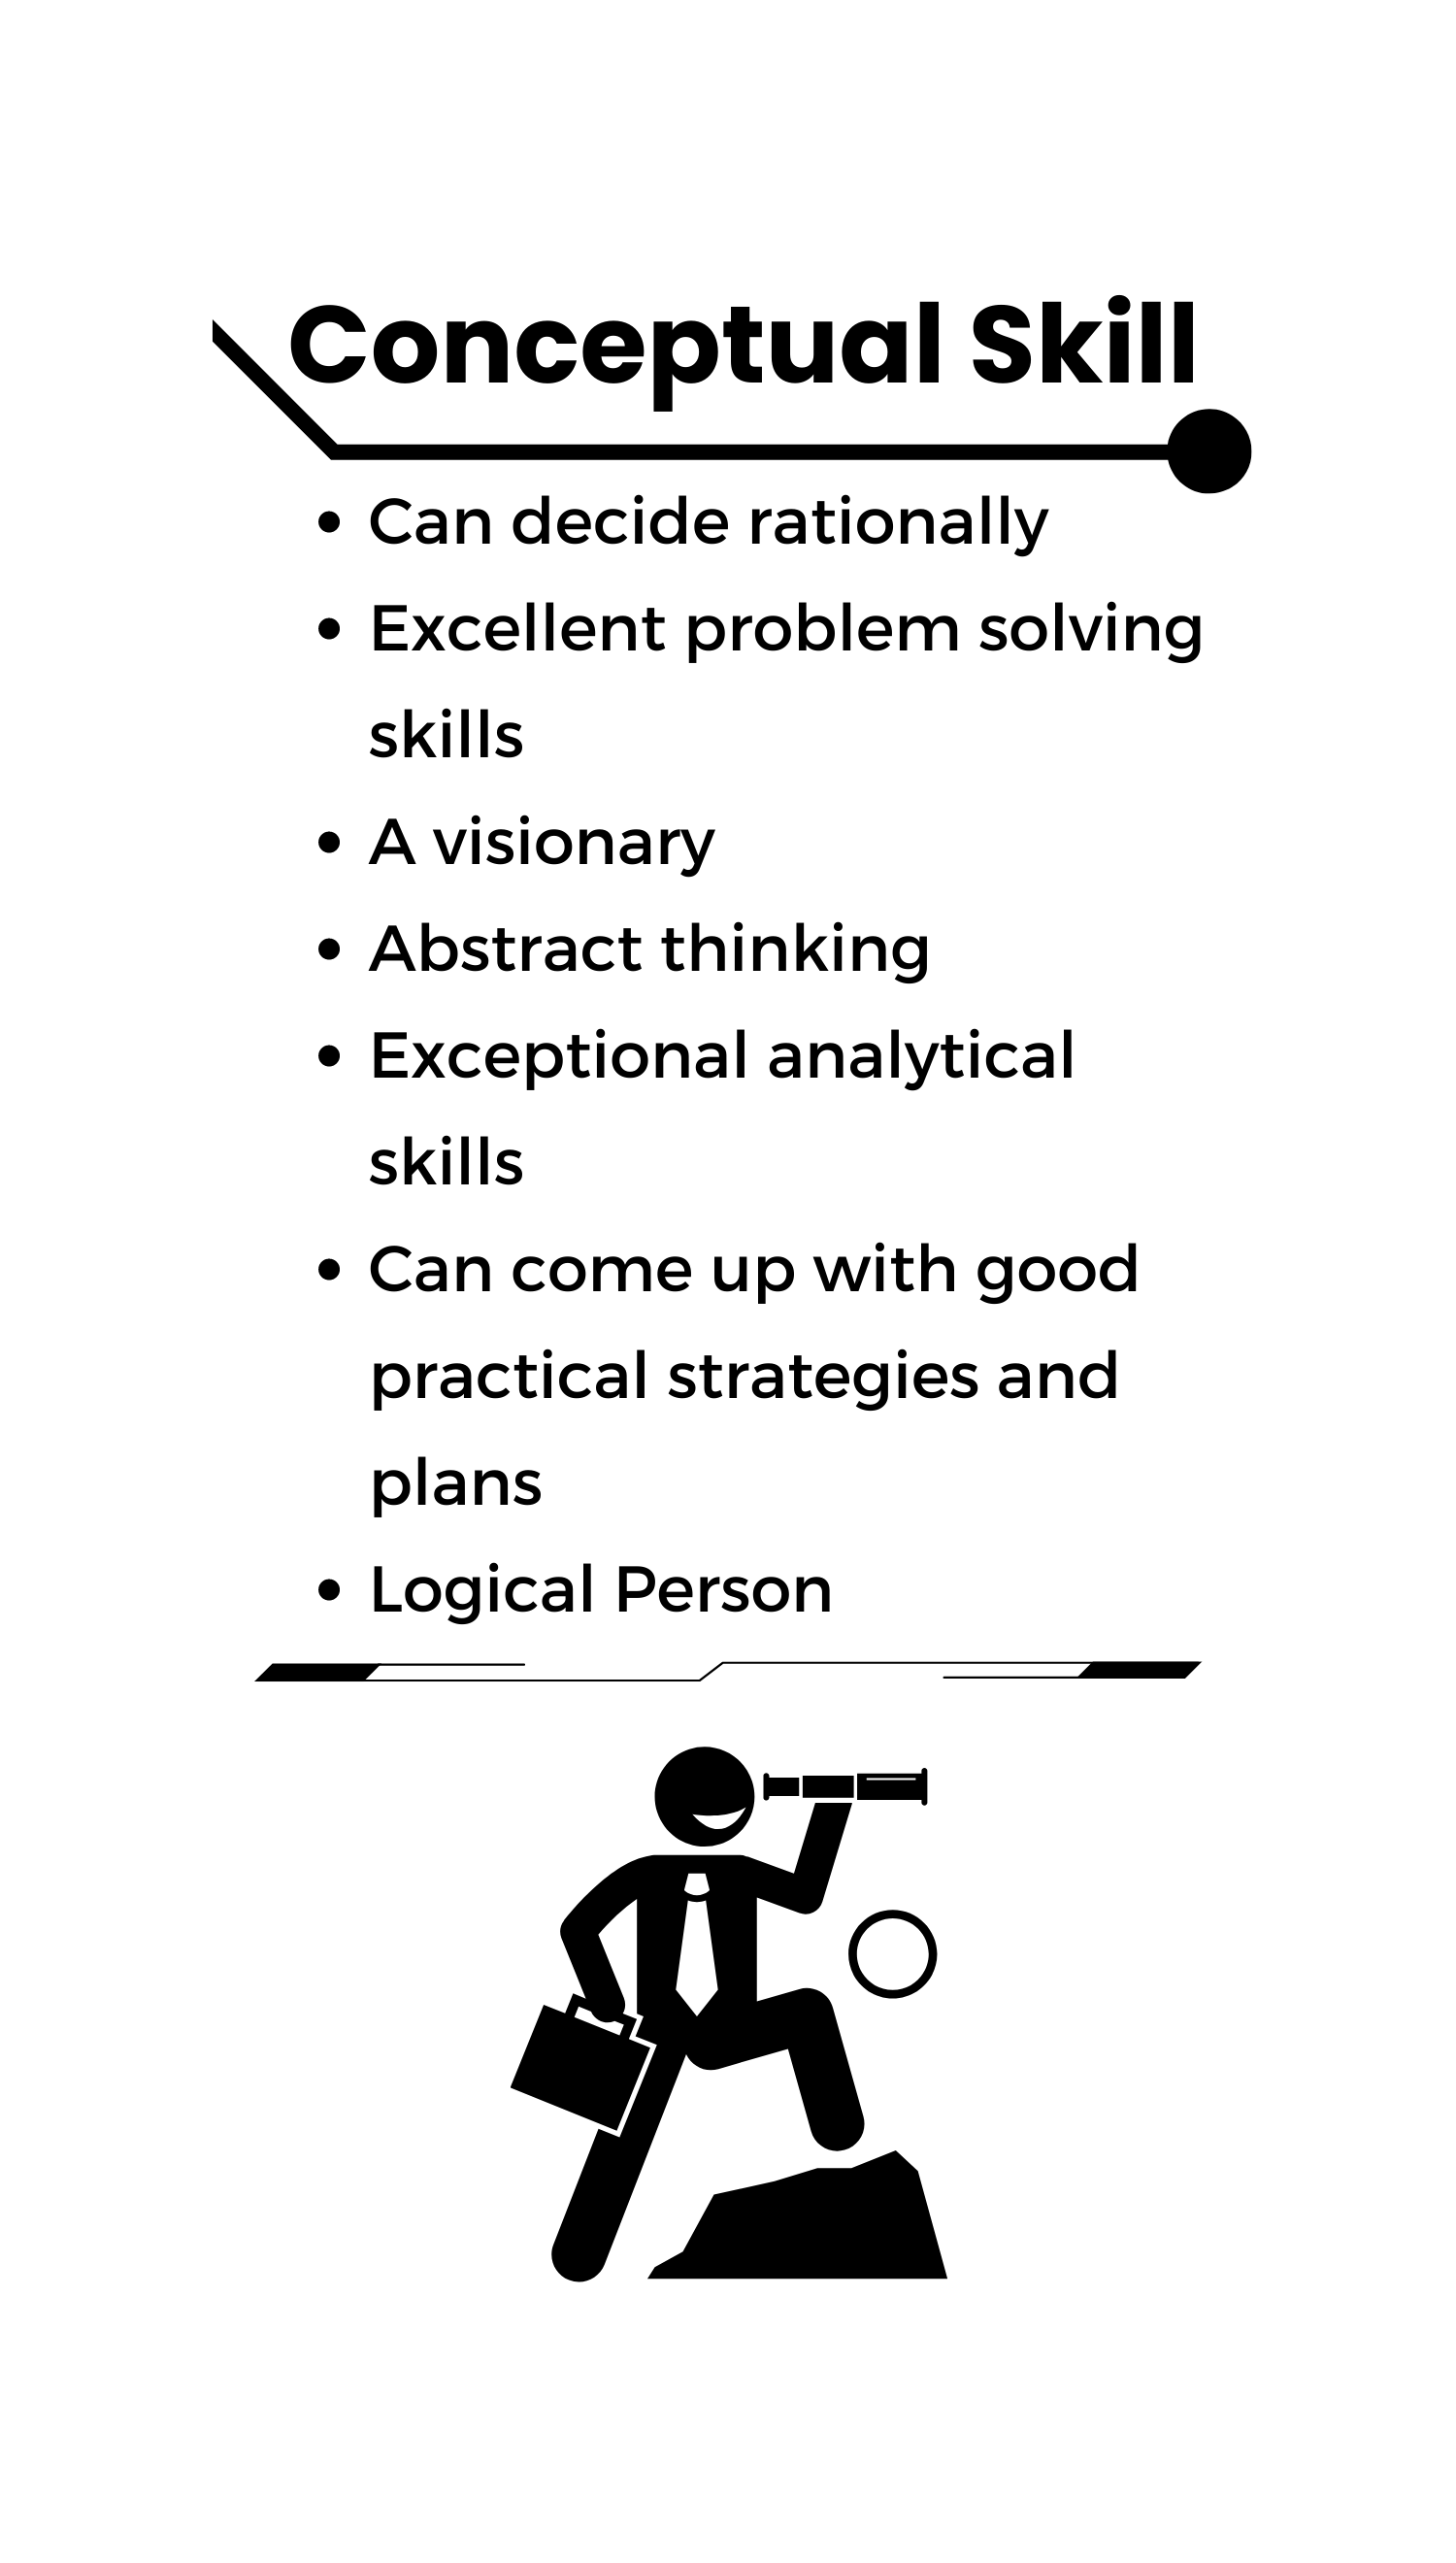 Conceptual Skill
• Can decide rationally
• Excellent problem solving
skills
• A visionary
• Abstract thinking
• Exceptional analytical
skills
• Can come up with good
practical strategies and
plans
• Logical Person